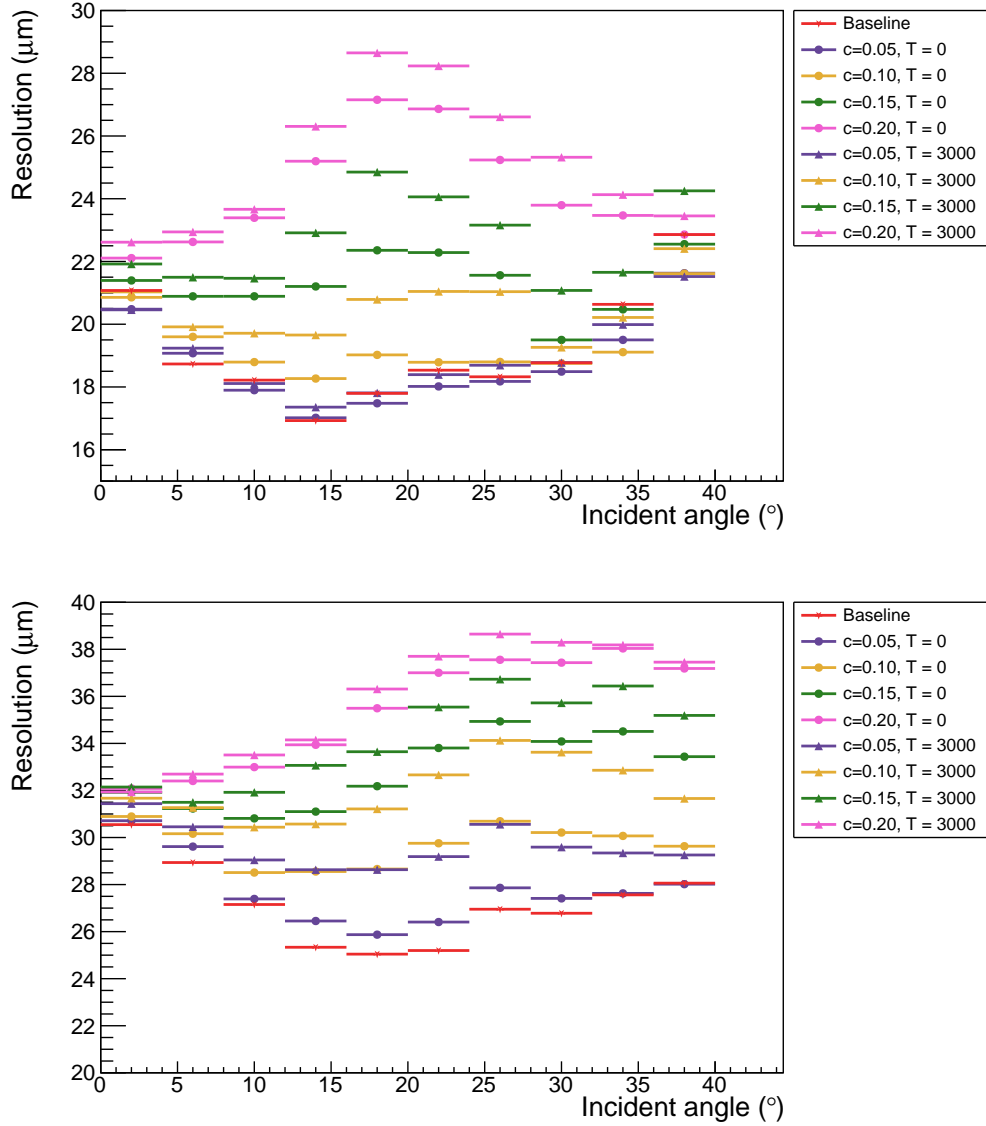 Resolution (μm)
30
28
26
24
22
20
18
16
0 5 10 15 20 25 30 35 40
Incident angle (°)
Baseline
c=0.05, T = 0
c=0.10, T = 0
c=0.15, T = 0
c=0.20, T = 0
c=0.05, T = 3000
c=0.10, T = 3000
c=0.15, T = 3000
c=0.20, T = 3000
Resolution (μm)
40
38
36
34
32
30
28
26
24
22
20
0 5 10 15 20 25 30 35 40
Incident angle (°)
Baseline
c=0.05, T = 0
c=0.10, T = 0
c=0.15, T = 0
c=0.20, T = 0
c=0.05, T = 3000
c=0.10, T = 3000
c=0.15, T = 3000
c=0.20, T = 3000